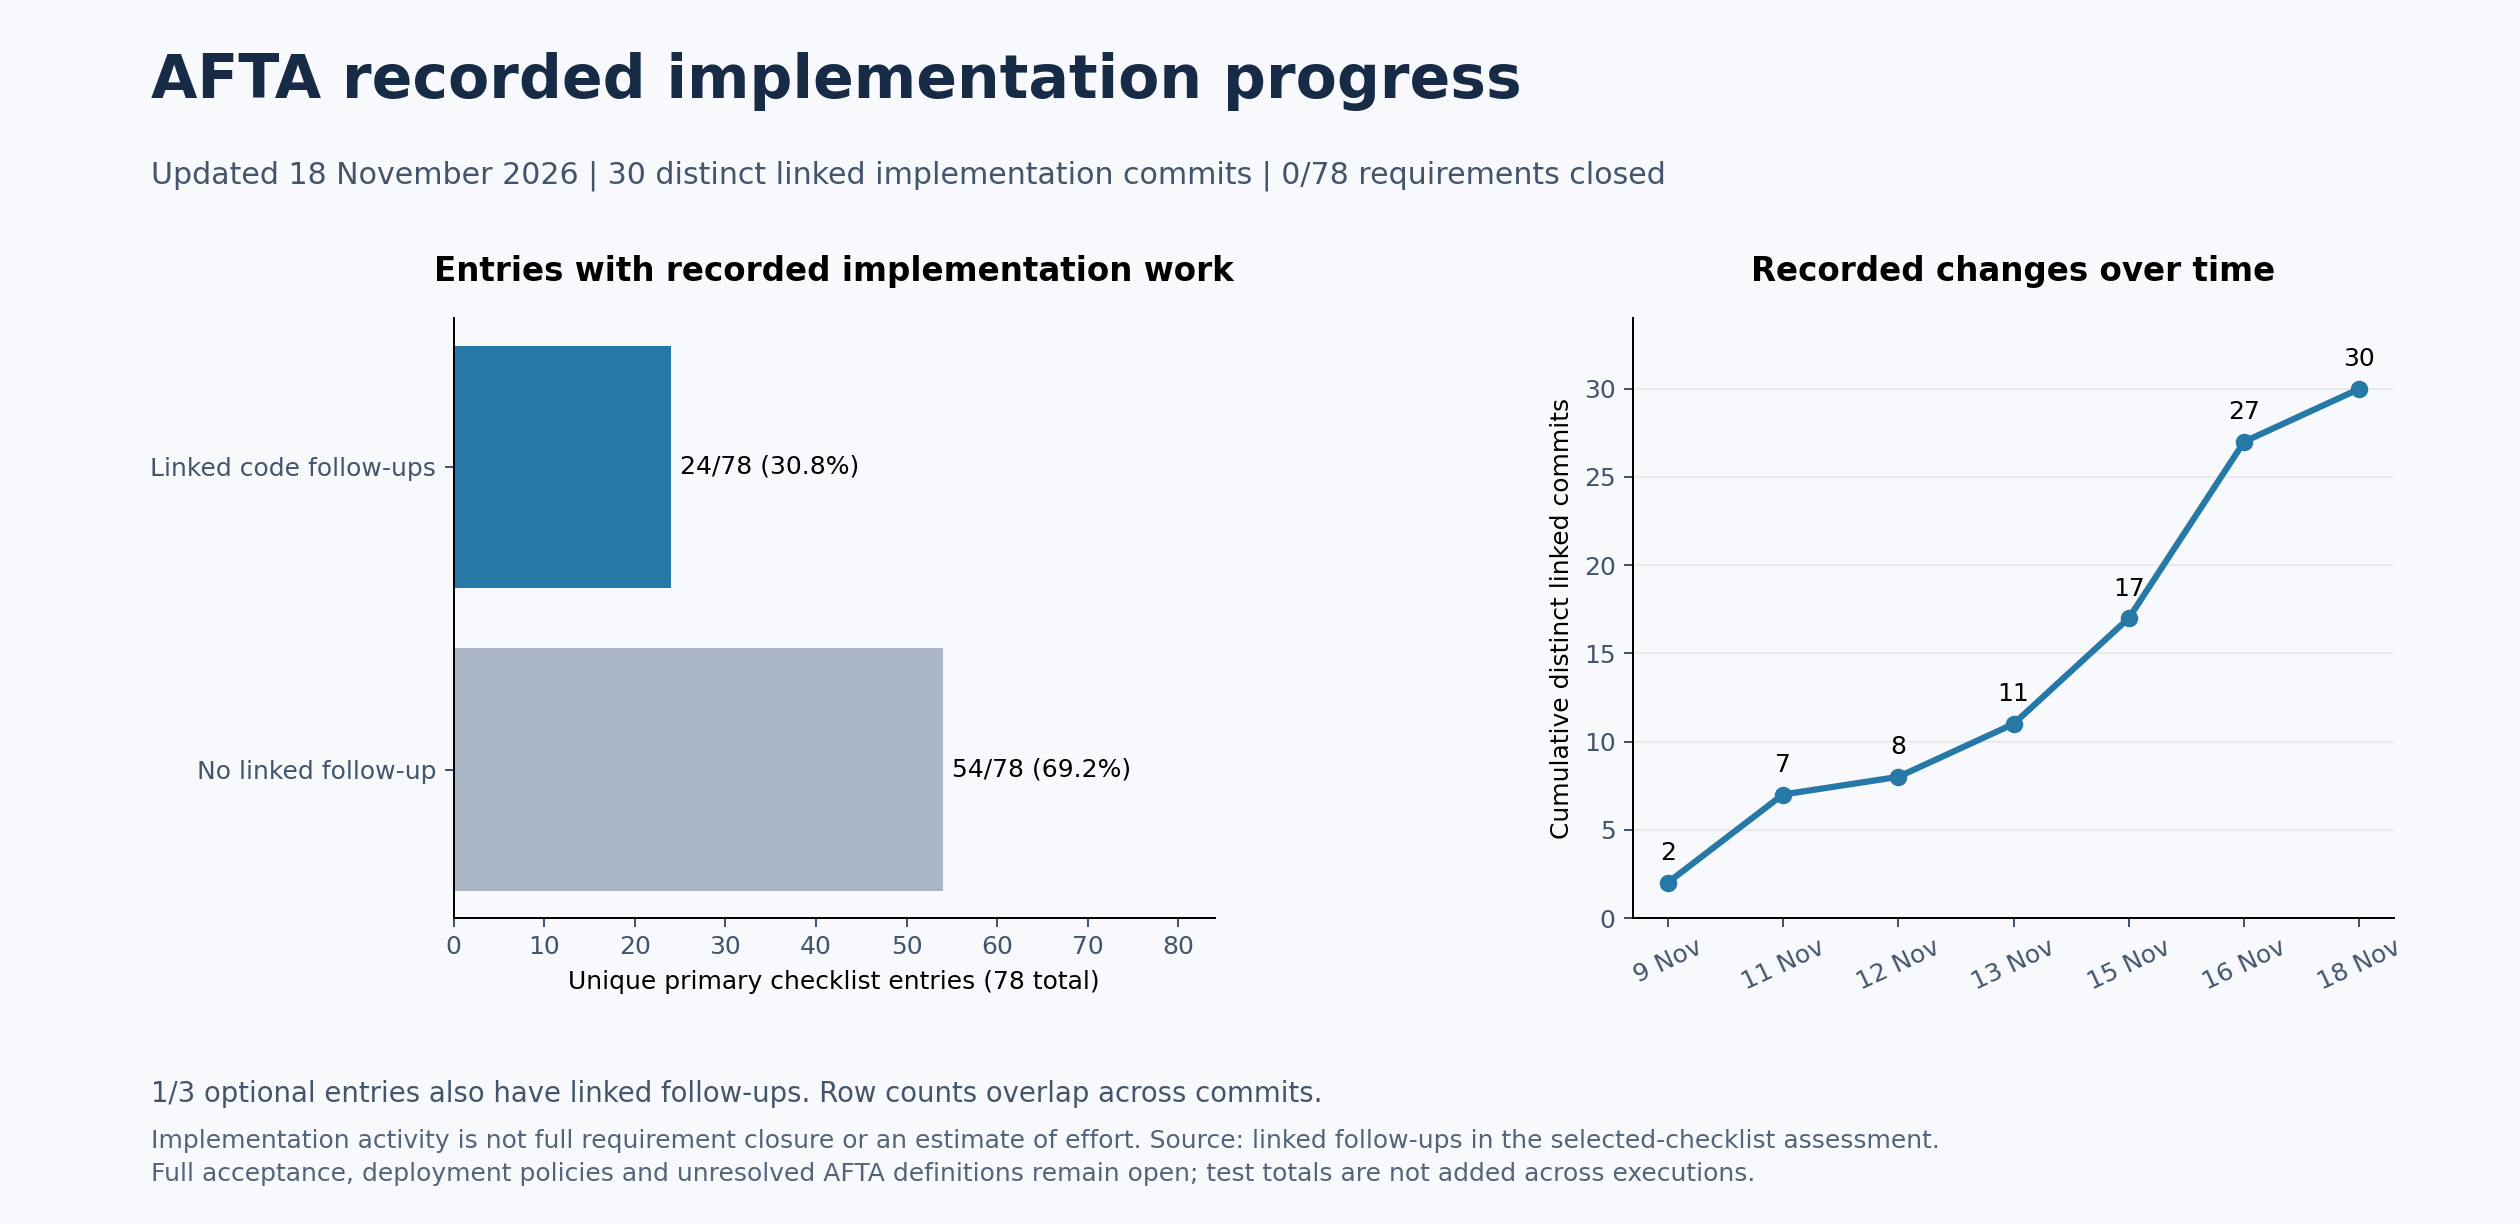 AFTA recorded implementation progress
Updated 18 November 2026 | 30 distinct linked implementation commits | 0/78 requirements closed
Entries with recorded implementation work
Linked code follow-ups
24/78 (30.8%)
No linked follow-up
54/78 (69.2%)
0 10 20 30 40 50 60 70 80
Unique primary checklist entries (78 total)
Recorded changes over time
Cumulative distinct linked commits
30
25
20
15
10
5
0
2
7
8
11
17
27
30
9 Nov 11 Nov 12 Nov 13 Nov 15 Nov 16 Nov 18 Nov
1/3 optional entries also have linked follow-ups. Row counts overlap across commits.
Implementation activity is not full requirement closure or an estimate of effort. Source: linked follow-ups in the selected-checklist assessment.
Full acceptance, deployment policies and unresolved AFTA definitions remain open; test totals are not added across executions.